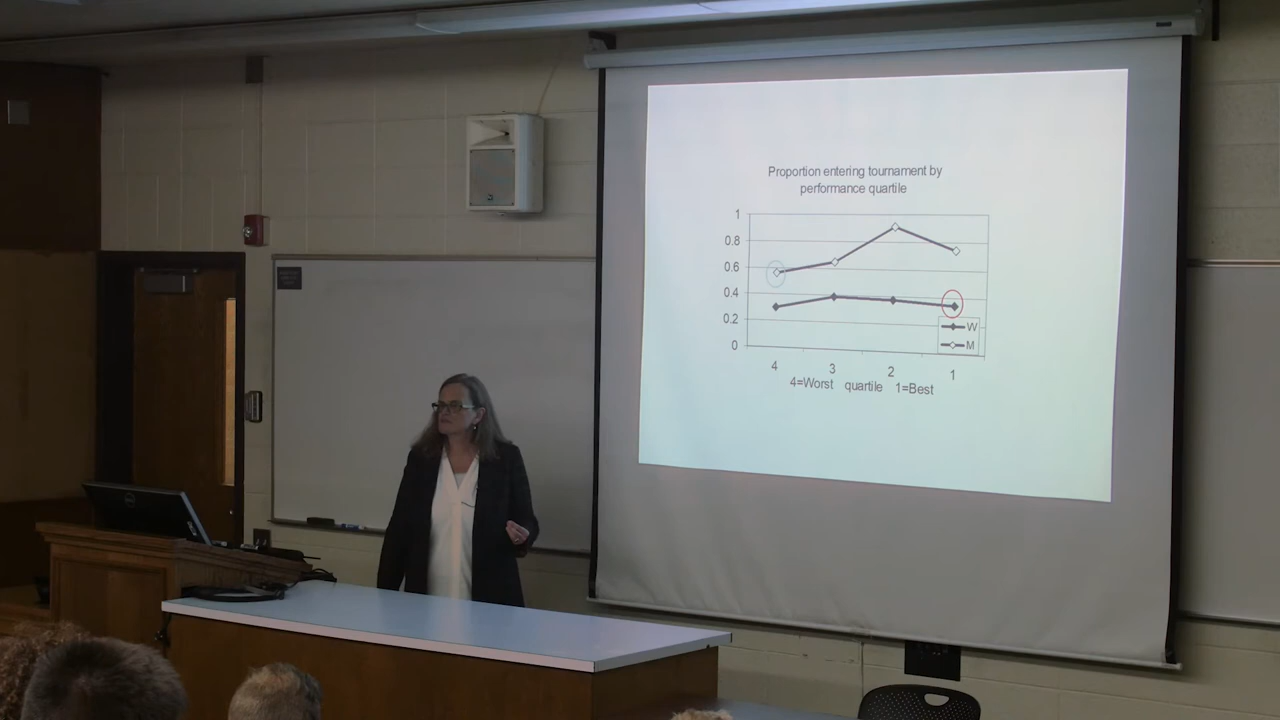 Proportion entering tournament by
performance quartile
1
0.8
0.6
0.4
0.2
0
W
M
4 3 2 1
4=Worst quartile 1=Best
DELL